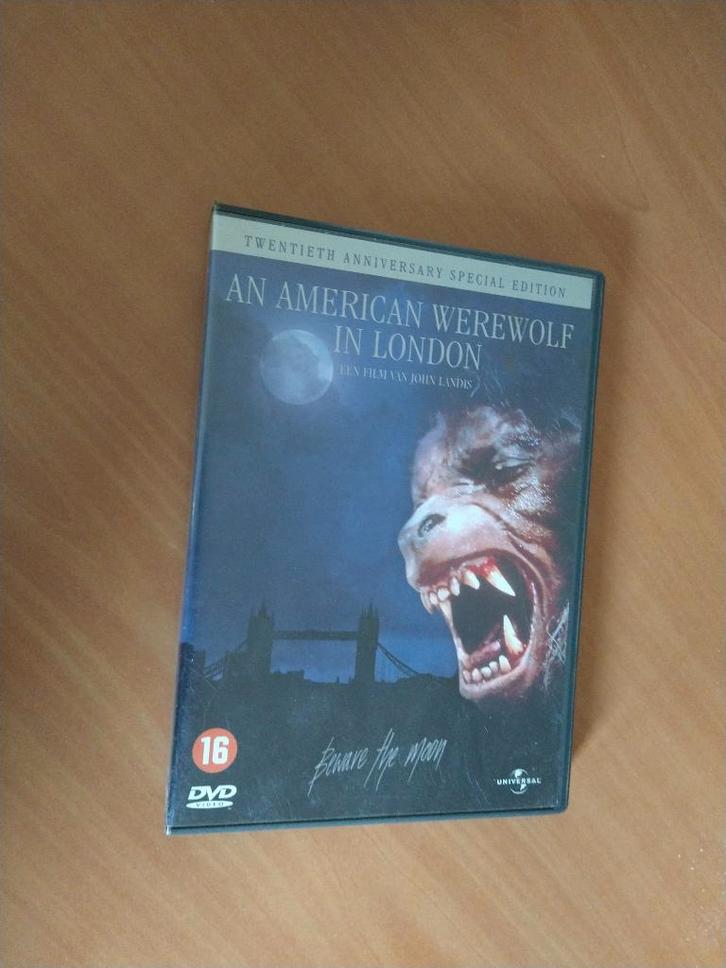 TWENTIETH ANNIVERSARY SPECIAL EDITION
AN AMERICAN WEREWOLF
IN LONDON
EEN FILM VAN JOHN LANDIS
16
Beware the moon
DVD
VIDEO
UNIVERSAL